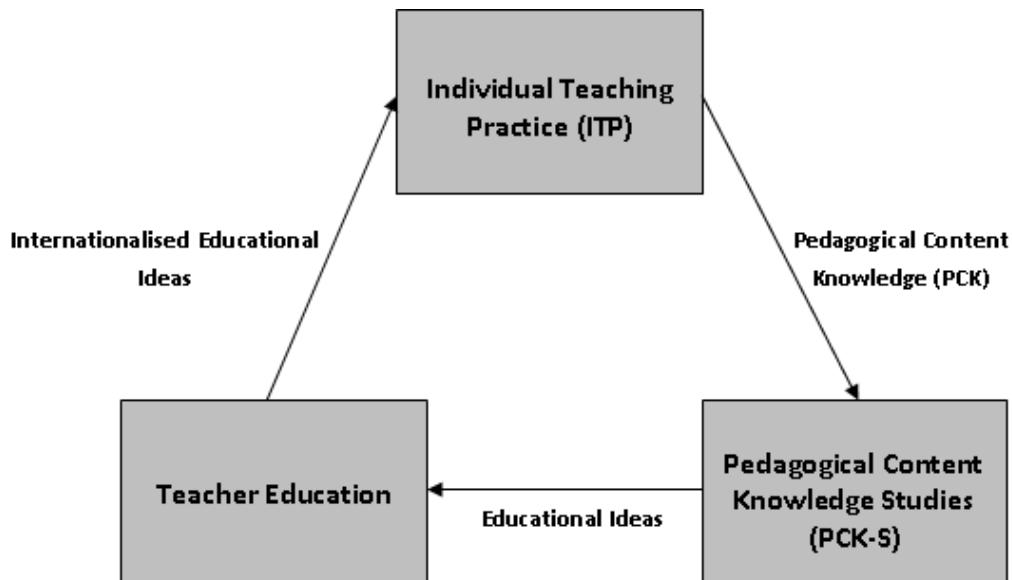 Individual Teaching
Practice (ITP)
Internationalised Educational
Ideas
Pedagogical Content
Knowledge (PCK)
Teacher Education
Educational Ideas
Pedagogical Content
Knowledge Studies
(PCK-S)